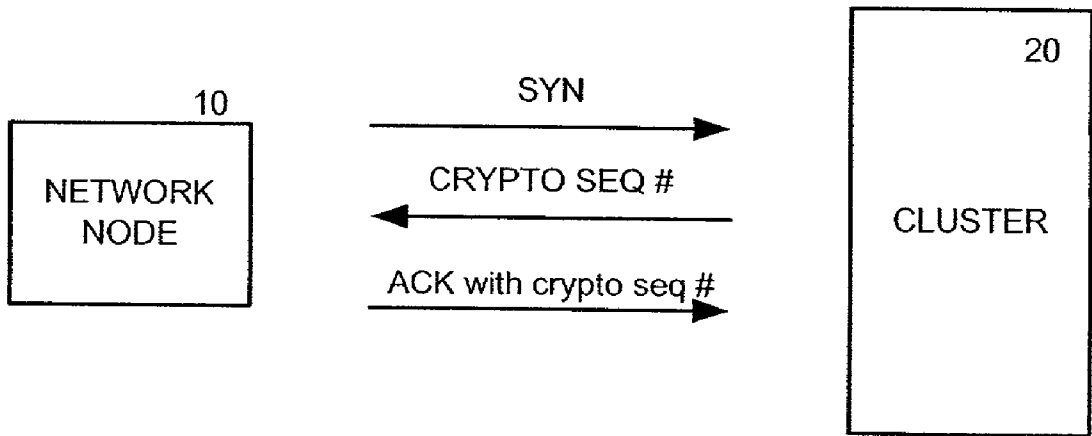 10
NETWORK
NODE
SYN
CRYPTO SEQ #
ACK with crypto seq #
20
CLUSTER